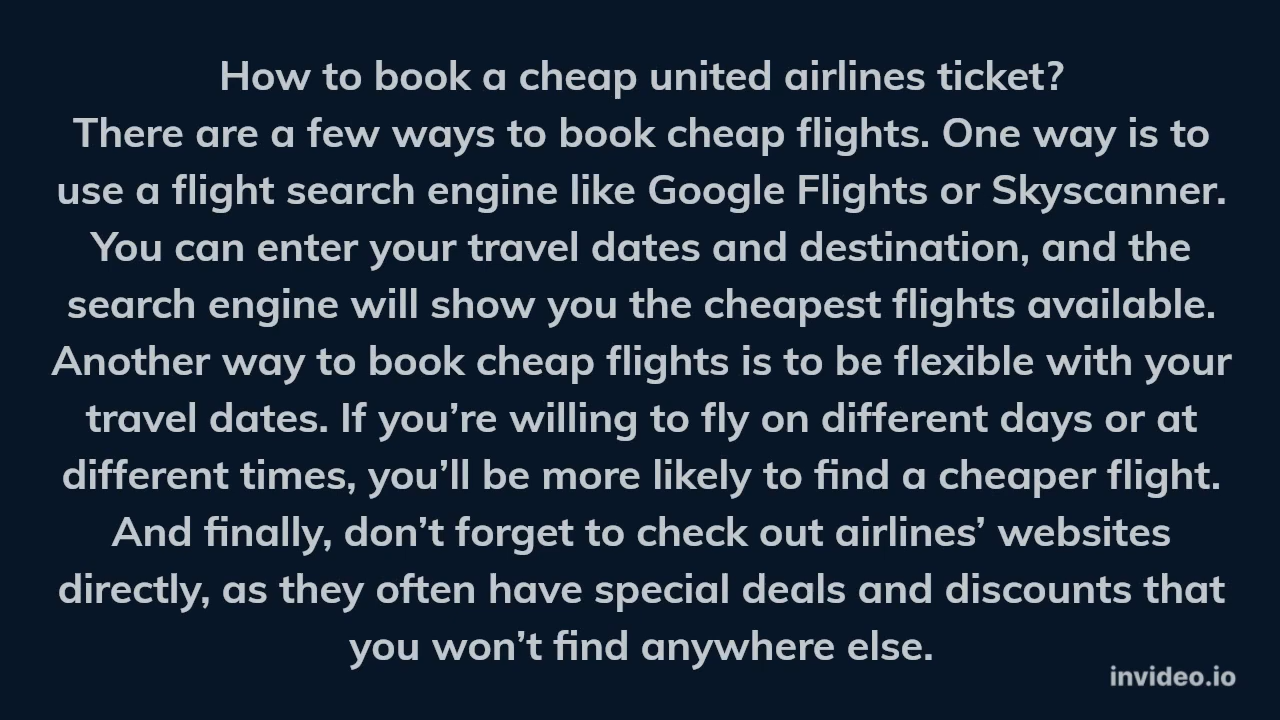 How to book a cheap united airlines ticket?
There are a few ways to book cheap flights. One way is to
use a flight search engine like Google Flights or Skyscanner.
You can enter your travel dates and destination, and the
search engine will show you the cheapest flights available.
Another way to book cheap flights is to be flexible with your
travel dates. If you’re willing to fly on different days or at
different times, you’ll be more likely to find a cheaper flight.
And finally, don’t forget to check out airlines’ websites
directly, as they often have special deals and discounts that
you won’t find anywhere else.
invideo.io